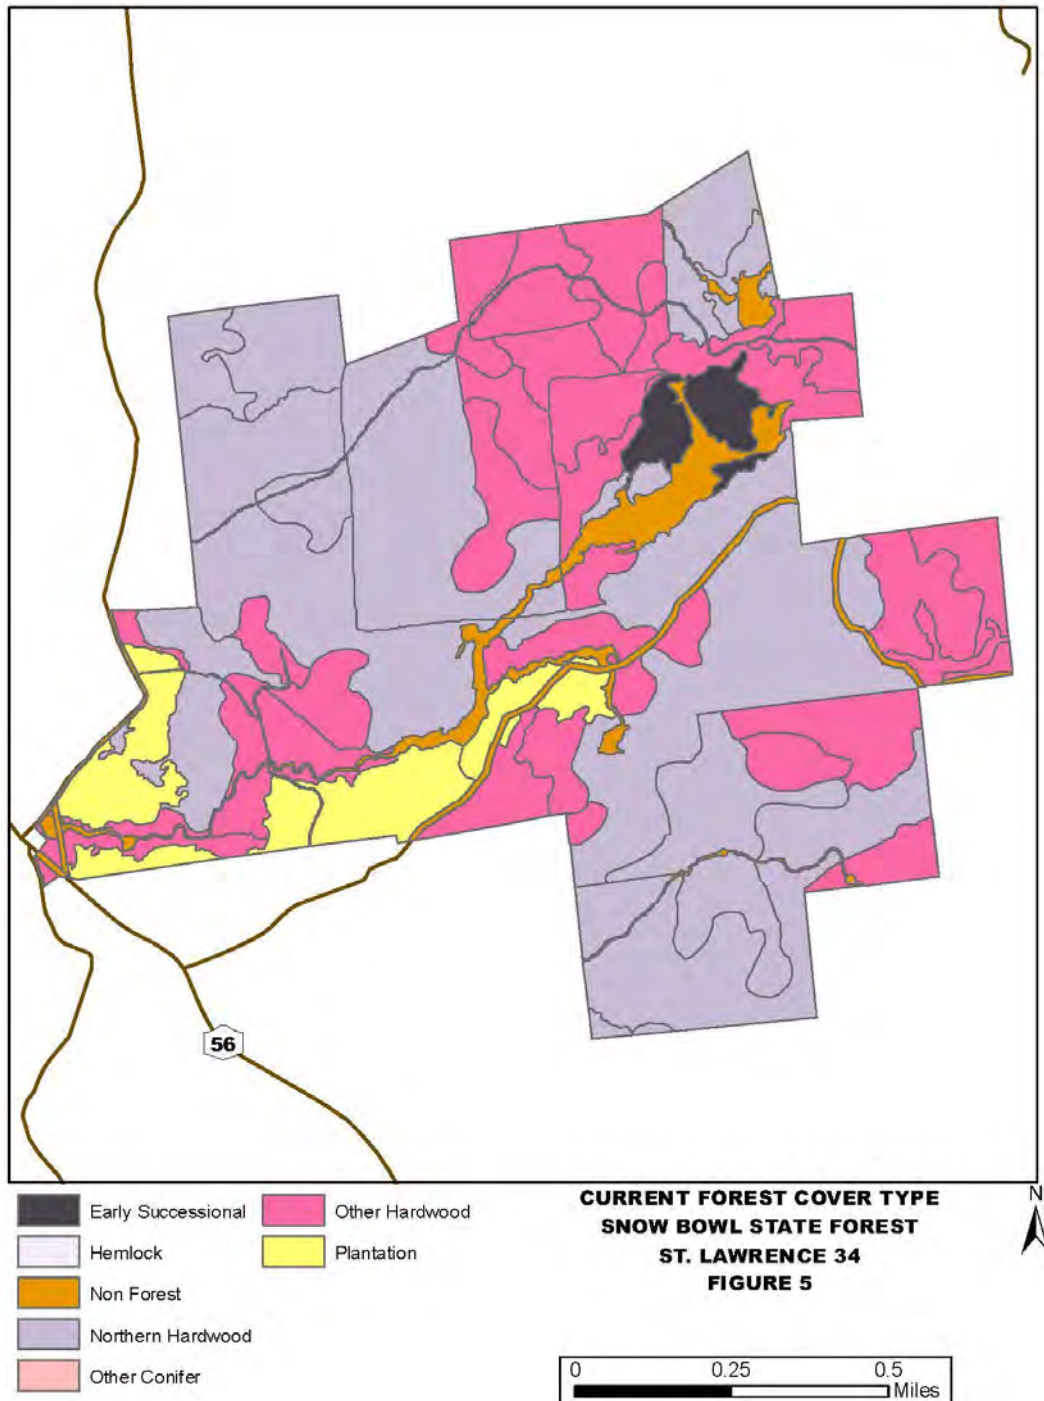 56
Early Successional
Hemlock
Non Forest
Northern Hardwood
Other Conifer
Other Hardwood
Plantation
CURRENT FOREST COVER TYPE
SNOW BOWL STATE FOREST
ST. LAWRENCE 34
FIGURE 5
N
0 0.25 0.5
Miles